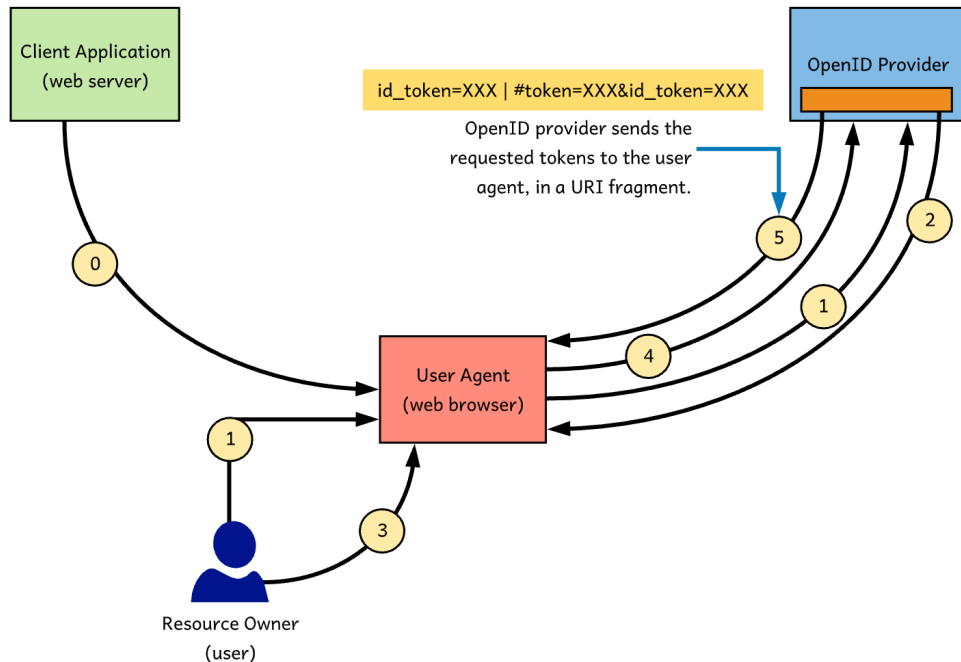 Client Application
(web server)
OpenID Provider
id_token=XXX | #token=XXX&id_token=XXX
OpenID provider sends the
requested tokens to the user
agent, in a URI fragment.
2
5
0
1
4
User Agent
(web browser)
1
3
Resource Owner
(user)